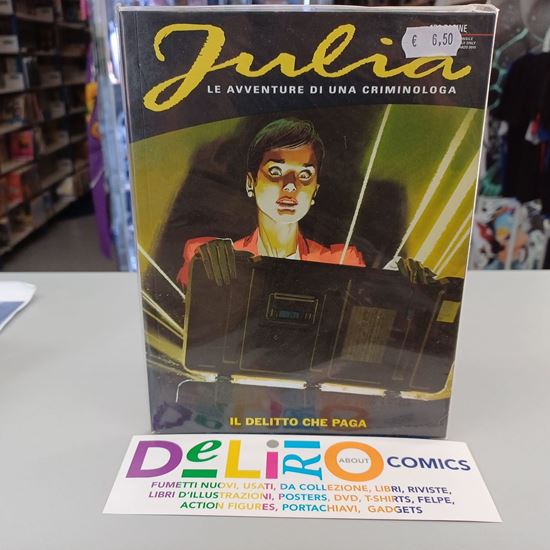 Julia
€ 6,50
LE AVVENTURE DI UNA CRIMINOLOGA
IL DELITTO CHE PAGA
DeLiRiO ABOUT COMICS
FUMETTI NUOVI, USATI, DA COLLEZIONE, LIBRI, RIVISTE,
LIBRI D'ILLUSTRAZIONI, POSTERS, DVD, T-SHIRTS, FELPE,
ACTION FIGURES, PORTACHIAVI, GADGETS